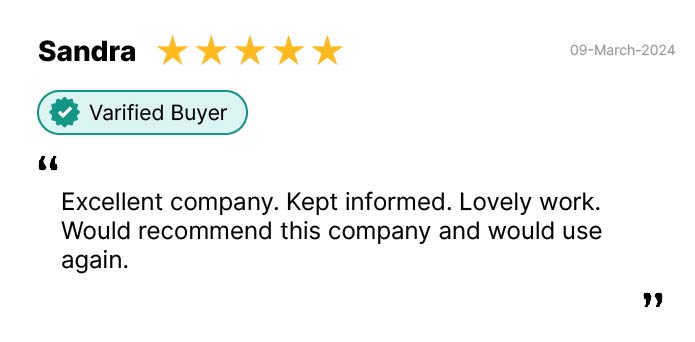 Sandra ★★★★★ 09-March-2024
Varified Buyer
“
Excellent company. Kept informed. Lovely work.
Would recommend this company and would use
again.
”